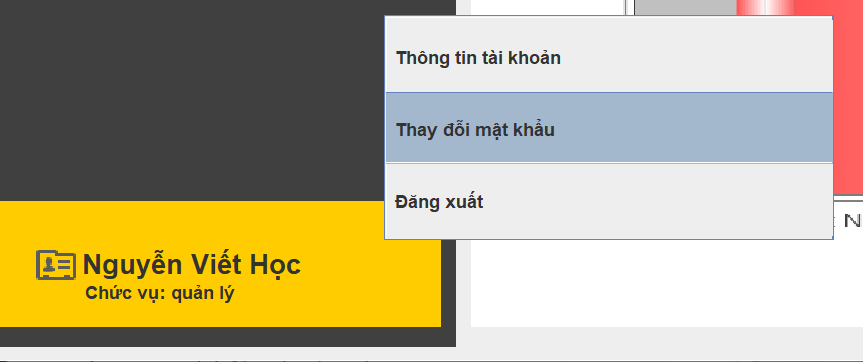 Thông tin tài khoản
Thay đổi mật khẩu
Đăng xuất
N
Nguyễn Viết Học
Chức vụ: quản lý